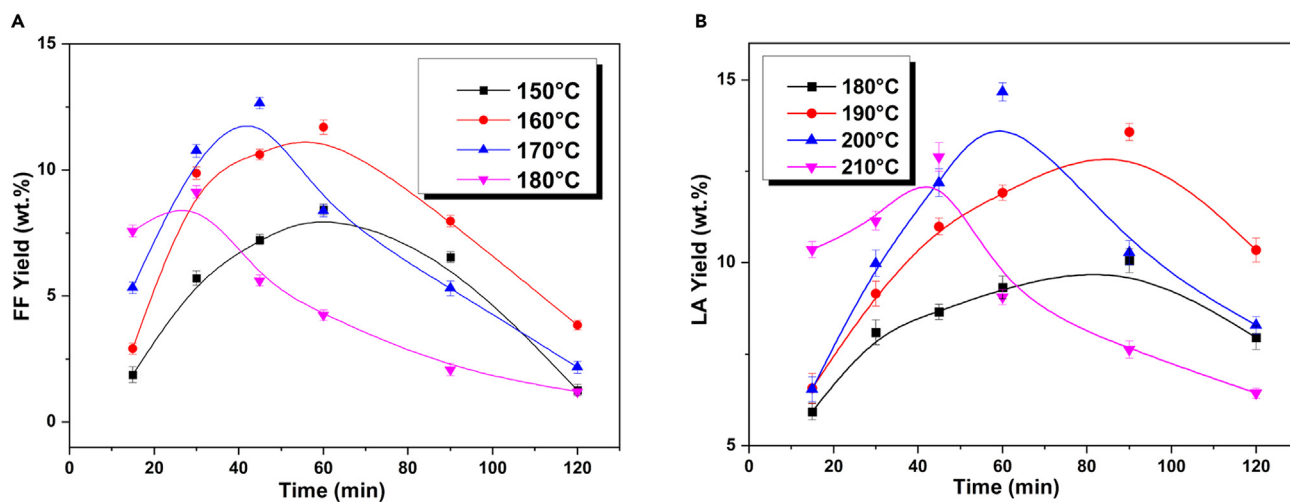 A
FF Yield (wt.%)
15
10
5
0
150°C
160°C
170°C
180°C
0 20 40 60 80 100 120
Time (min)
B
LA Yield (wt.%)
15
10
5
180°C
190°C
200°C
210°C
0 20 40 60 80 100 120
Time (min)